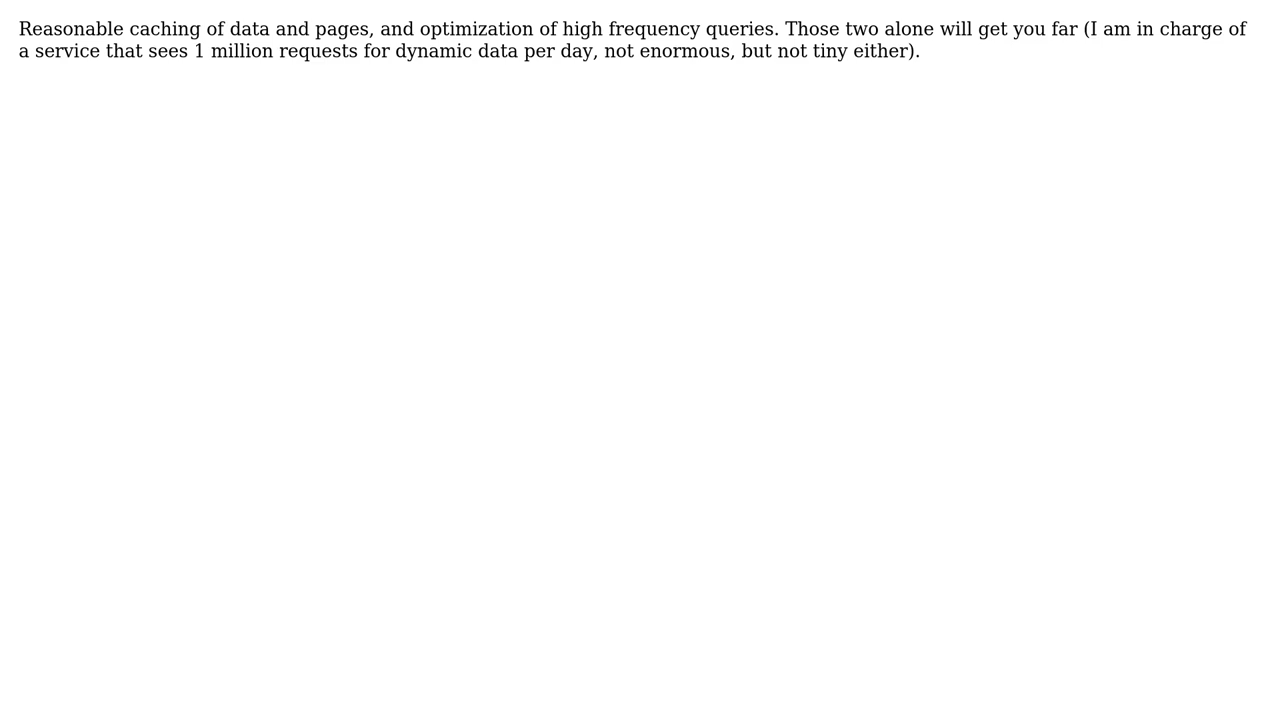 Reasonable caching of data and pages, and optimization of high frequency queries. Those two alone will get you far (I am in charge of
a service that sees 1 million requests for dynamic data per day, not enormous, but not tiny either).